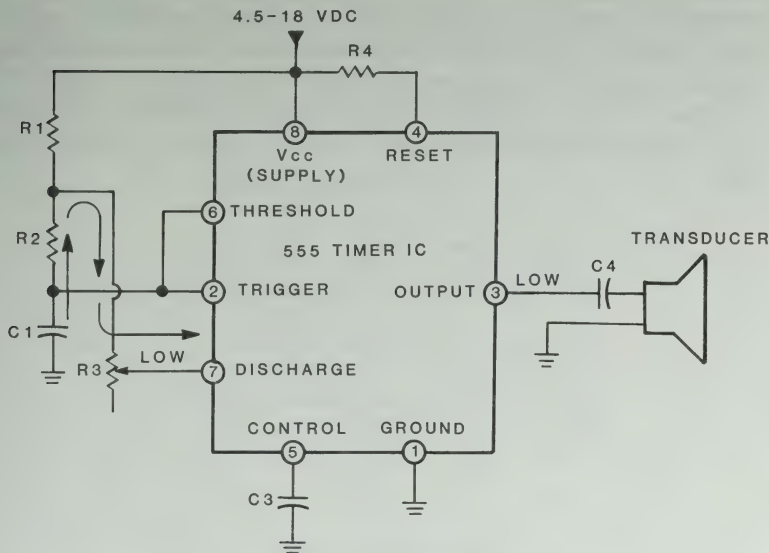 4.5-18 VDC
R4
R1
8
4
Vcc
RESET
(SUPPLY)
6
THRESHOLD
R2
555 TIMER IC
TRANSDUCER
2
TRIGGER
OUTPUT
3
LOW
C4
C1
LOW
R3
7
DISCHARGE
CONTROL
GROUND
5
1
C3